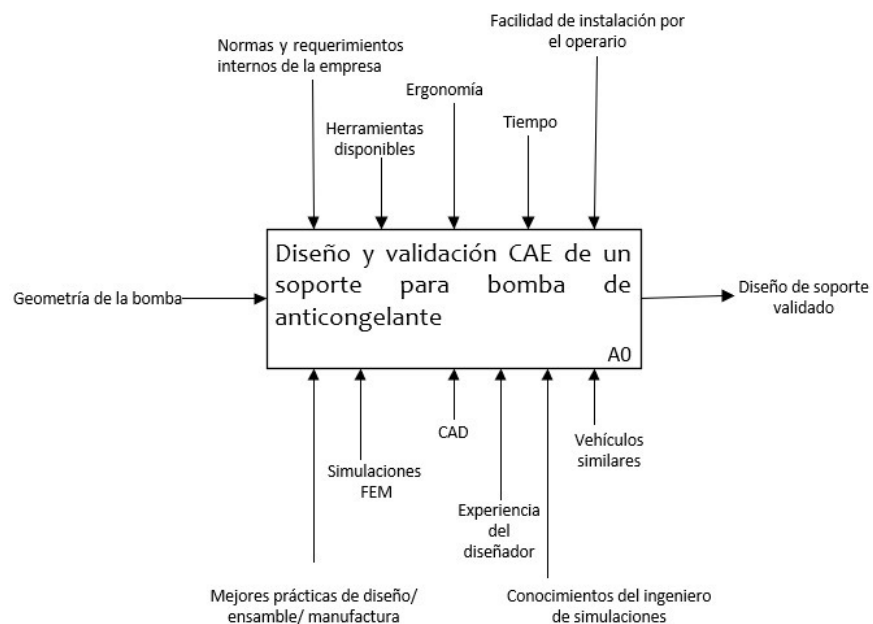 Facilidad de instalación por
el operario
Normas y requerimientos
internos de la empresa
Ergonomía
Tiempo
Herramientas
disponibles
Diseño y validación CAE de un
soporte para bomba de
anticongelante
A0
Geometría de la bomba
Diseño de soporte
validado
CAD
Vehículos
similares
Simulaciones
FEM
Experiencia
del
diseñador
Mejores prácticas de diseño/
ensamble/ manufactura
Conocimientos del ingeniero
de simulaciones